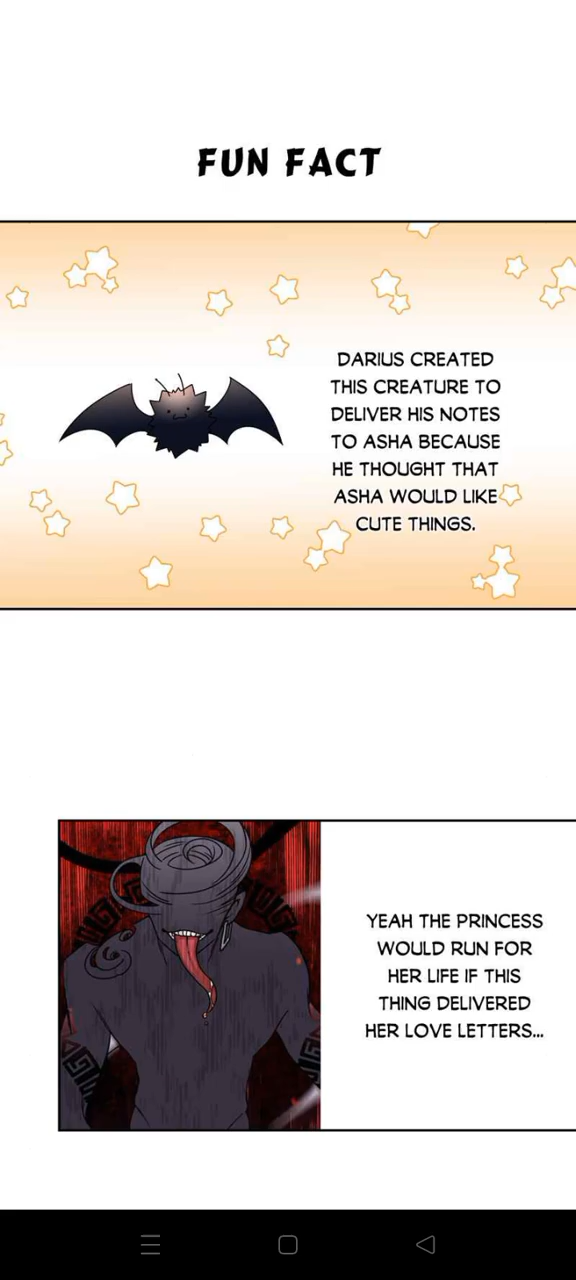 FUN FACT
DARIUS CREATED
THIS CREATURE TO
DELIVER HIS NOTES
TO ASHA BECAUSE
HE THOUGHT THAT
ASHA WOULD LIKE
CUTE THINGS.
YEAH THE PRINCESS
WOULD RUN FOR
HER LIFE IF THIS
THING DELIVERED
HER LOVE LETTERS...